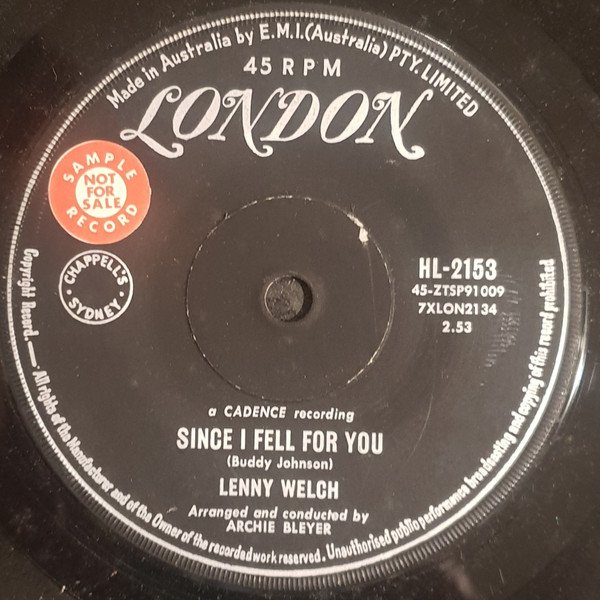 Made in Australia by E.M.I.(Australia) PTY. LIMITED
45 RPM
LONDON
SAMPLE
NOT
FOR
SALE
RECORD
CHAPPELL'S
SYDNEY
HL-2153
45-ZTSP91009
7XLON2134
2.53
a CADENCE recording
SINCE I FELL FOR YOU
(Buddy Johnson)
LENNY WELCH
Arranged and conducted by
ARCHIE BLEYER
Copyright Record. — All rights of the Manufacturer and of the Owner of the recorded work reserved. Unauthorised public performance broadcasting and copying of this record prohibited